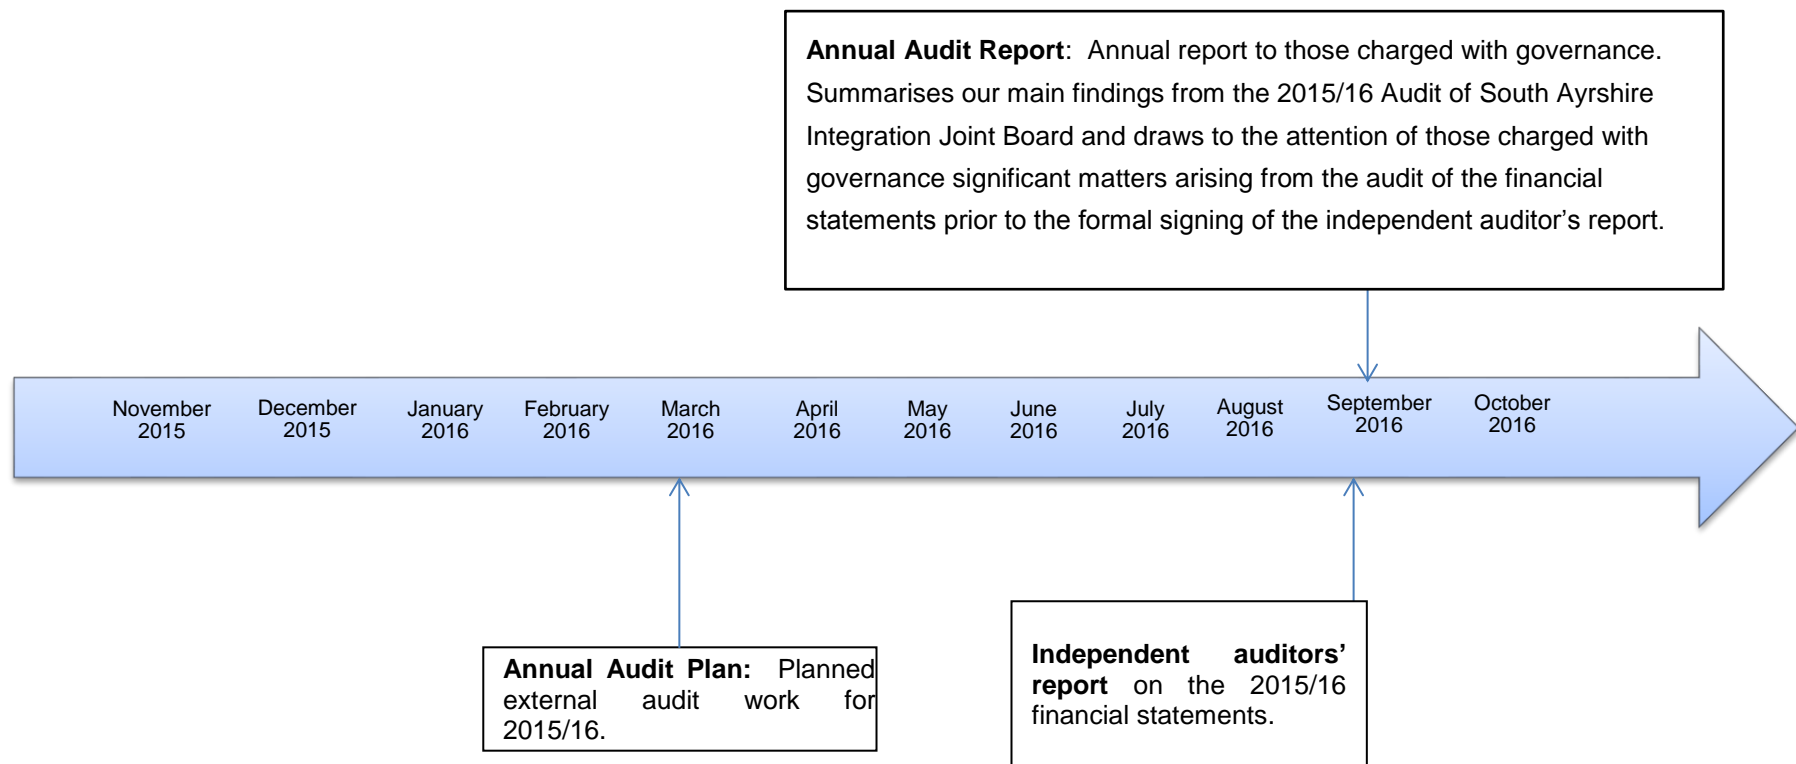 Annual Audit Report:  Annual report to those charged with governance.
Summarises our main findings from the 2015/16 Audit of South Ayrshire
Integration Joint Board and draws to the attention of those charged with
governance significant matters arising from the audit of the financial
statements prior to the formal signing of the independent auditor’s report.
November
2015
December
2015
January
2016
February
2016
March
2016
April
2016
May
2016
June
2016
July
2016
August
2016
September
2016
October
2016
Annual Audit Plan:  Planned
external audit work for
2015/16.
Independent auditors’
report on the 2015/16
financial statements.